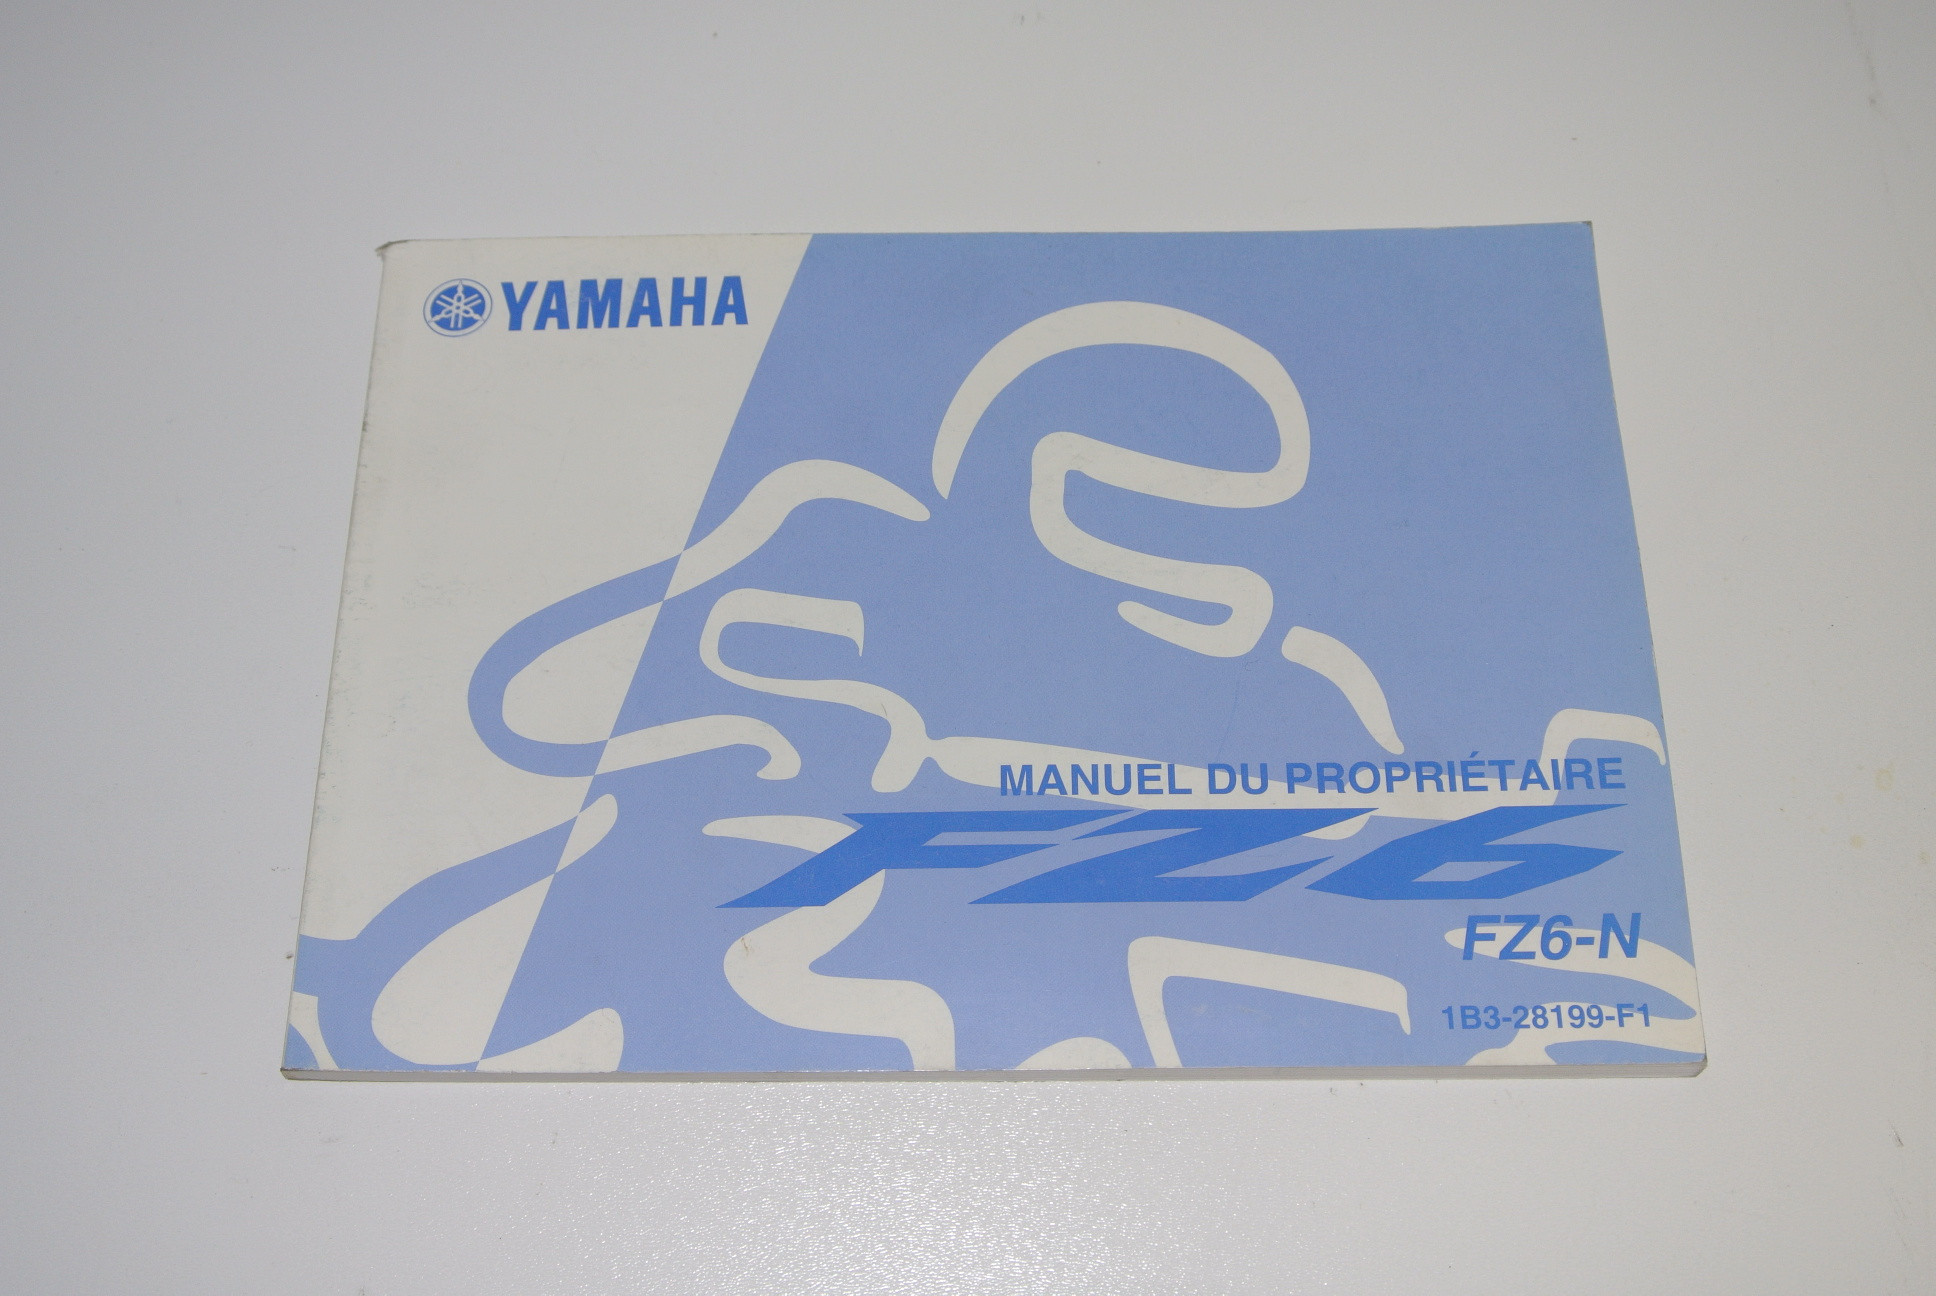 YAMAHA
MANUEL DU PROPRIÉTAIRE
FZ6
FZ6-N
1B3-28199-F1